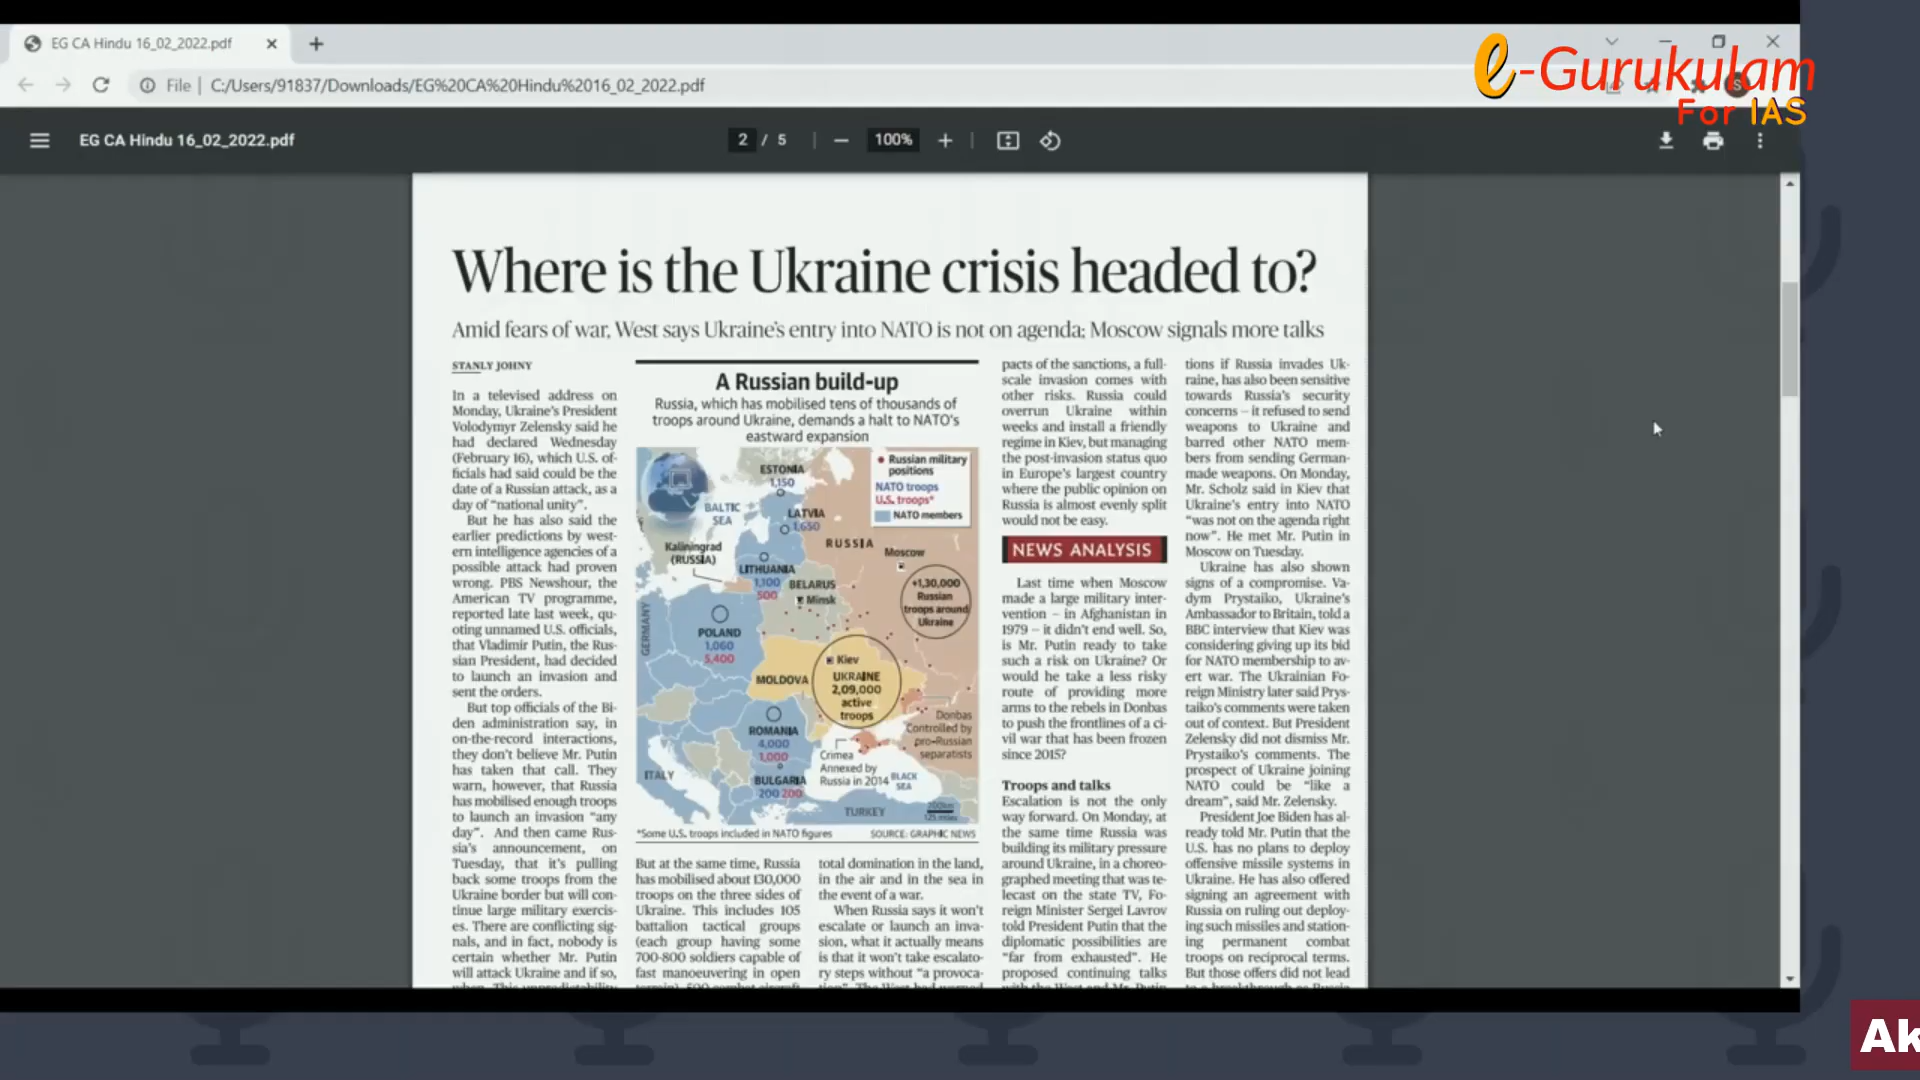 EG CA Hindu 16_02_2022.pdf
File | C:/Users/91837/Downloads/EG%20CA%20Hindu%2016_02_2022.pdf
e-Gurukulam
For IAS
EG CA Hindu 16_02_2022.pdf
2 / 5
100%
Where is the Ukraine crisis headed to?
Amid fears of war, West says Ukraine's entry into NATO is not on agenda; Moscow signals more talks
STANLY JOHNY
In a televised address on
Monday, Ukraine's President
Volodymyr Zelensky said he
had declared Wednesday
(February 16), which U.S. of-
ficials had said could be the
date of a Russian attack, as a
day of "national unity".
But he has also said the
earlier predictions by west-
ern intelligence agencies of a
possible attack had proven
wrong. PBS Newshour, the
American TV programme,
reported late last week, qu-
oting unnamed U.S. officials,
that Vladimir Putin, the Rus-
sian President, had decided
to launch an invasion and
sent the orders.
But top officials of the Bi-
den administration say, in
on-the-record interactions,
they don't believe Mr. Putin
has taken that call. They
warn, however, that Russia
has mobilised enough troops
to launch an invasion "any
day". And then came Rus-
sia's announcement, on
Tuesday, that it's pulling
back some troops from the
Ukraine border but will con-
tinue large military exercis-
es. There are conflicting sig-
nals, and in fact, nobody is
certain whether Mr. Putin
will attack Ukraine and if so,
when. This unpredictability
A Russian build-up
Russia, which has mobilised tens of thousands of
troops around Ukraine, demands a halt to NATO's
eastward expansion
Russian military
positions
NATO troops
U.S. troops*
NATO members
ESTONIA
1,150
BALTIC
SEA
LATVIA
1,650
Kaliningrad
(RUSSIA)
RUSSIA
Moscow
LITHUANIA
1,100
500
BELARUS
Minsk
+1,30,000
Russian
troops around
Ukraine
GERMANY
POLAND
1,060
5,400
Kiev
UKRAINE
2,09,000
active
troops
MOLDOVA
Donbas
Controlled by
pro-Russian
separatists
ROMANIA
4,000
1,000
Crimea
Annexed by
Russia in 2014
BLACK
SEA
ITALY
BULGARIA
200 200
TURKEY
200km
125 miles
*Some U.S. troops included in NATO figures
SOURCE: GRAPHIC NEWS
But at the same time, Russia
has mobilised about 130,000
troops on the three sides of
Ukraine. This includes 105
battalion tactical groups
(each group having some
700-800 soldiers capable of
fast manoeuvring in open
terrain), 500 combat aircraft
total domination in the land,
in the air and in the sea in
the event of a war.
When Russia says it won't
escalate or launch an inva-
sion, what it actually means
is that it won't take escalato-
ry steps without "a provoca-
tion". The West had warned
pacts of the sanctions, a full-
scale invasion comes with
other risks. Russia could
overrun Ukraine within
weeks and install a friendly
regime in Kiev, but managing
the post-invasion status quo
in Europe's largest country
where the public opinion on
Russia is almost evenly split
would not be easy.
NEWS ANALYSIS
Last time when Moscow
made a large military inter-
vention – in Afghanistan in
1979 – it didn't end well. So,
is Mr. Putin ready to take
such a risk on Ukraine? Or
would he take a less risky
route of providing more
arms to the rebels in Donbas
to push the frontlines of a ci-
vil war that has been frozen
since 2015?
Troops and talks
Escalation is not the only
way forward. On Monday, at
the same time Russia was
building its military pressure
around Ukraine, in a choreo-
graphed meeting that was te-
lecast on the state TV, Fo-
reign Minister Sergei Lavrov
told President Putin that the
diplomatic possibilities are
"far from exhausted". He
proposed continuing talks
with the West and Mr. Putin
tions if Russia invades Uk-
raine, has also been sensitive
towards Russia's security
concerns – it refused to send
weapons to Ukraine and
barred other NATO mem-
bers from sending German-
made weapons. On Monday,
Mr. Scholz said in Kiev that
Ukraine's entry into NATO
"was not on the agenda right
now". He met Mr. Putin in
Moscow on Tuesday.
Ukraine has also shown
signs of a compromise. Va-
dym Prystaiko, Ukraine's
Ambassador to Britain, told a
BBC interview that Kiev was
considering giving up its bid
for NATO membership to av-
ert war. The Ukrainian Fo-
reign Ministry later said Prys-
taiko's comments were taken
out of context. But President
Zelensky did not dismiss Mr.
Prystaiko's comments. The
prospect of Ukraine joining
NATO could be "like a
dream", said Mr. Zelensky.
President Joe Biden has al-
ready told Mr. Putin that the
U.S. has no plans to deploy
offensive missile systems in
Ukraine. He has also offered
signing an agreement with
Russia on ruling out deploy-
ing such missiles and station-
ing permanent combat
troops on reciprocal terms.
But those offers did not lead
to a breakthrough as Russia
Ak